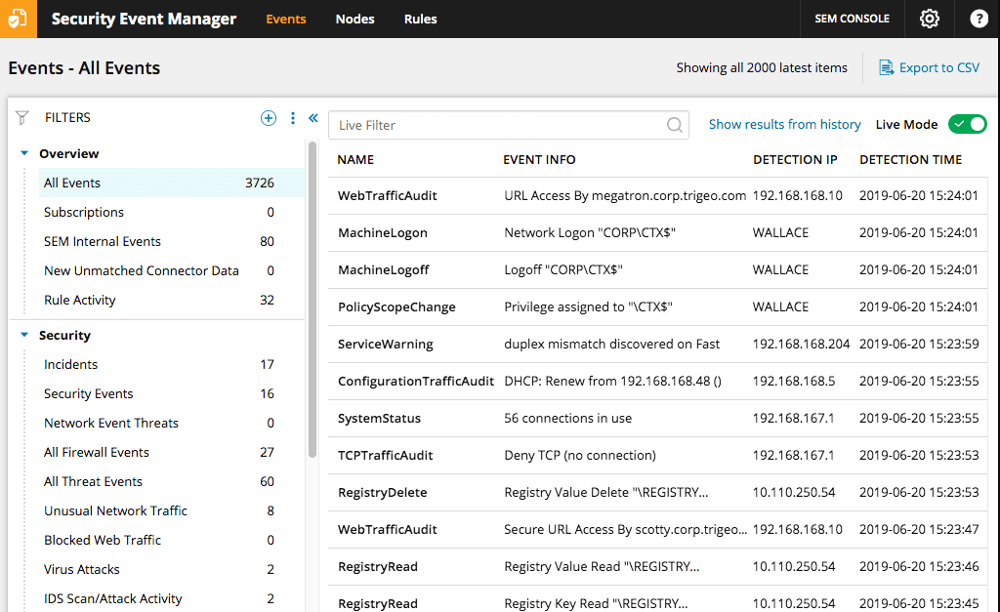 Security Event Manager Events Nodes Rules SEM CONSOLE ?
Events - All Events Showing all 2000 latest items Export to CSV
FILTERS
Overview
All Events 3726
Subscriptions 0
SEM Internal Events 80
New Unmatched Connector Data 0
Rule Activity 32
Security
Incidents 17
Security Events 16
Network Event Threats 0
All Firewall Events 27
All Threat Events 60
Unusual Network Traffic 8
Blocked Web Traffic 0
Virus Attacks 2
IDS Scan/Attack Activity 2
Live Filter Show results from history Live Mode
NAME EVENT INFO DETECTION IP DETECTION TIME
WebTrafficAudit URL Access By megatron.corp.trigeo.com 192.168.168.10 2019-06-20 15:24:01
MachineLogon Network Logon "CORP\CTX$" WALLACE 2019-06-20 15:24:01
MachineLogoff Logoff "CORP\CTX$" WALLACE 2019-06-20 15:24:01
PolicyScopeChange Privilege assigned to "\CTX$" WALLACE 2019-06-20 15:24:01
ServiceWarning duplex mismatch discovered on Fast 192.168.168.204 2019-06-20 15:23:59
ConfigurationTrafficAudit DHCP: Renew from 192.168.168.48 () 192.168.168.5 2019-06-20 15:23:55
SystemStatus 56 connections in use 192.168.167.1 2019-06-20 15:23:55
TCPTrafficAudit Deny TCP (no connection) 192.168.167.1 2019-06-20 15:23:53
RegistryDelete Registry Value Delete "\REGISTRY... 10.110.250.54 2019-06-20 15:23:53
WebTrafficAudit Secure URL Access By scotty.corp.trigeo... 192.168.168.10 2019-06-20 15:23:47
RegistryRead Registry Value Read "\REGISTRY... 10.110.250.54 2019-06-20 15:23:46
RegistryRead Registry Key Read "\REGISTRY... 10.110.250.54 2019-06-20 15:23:45